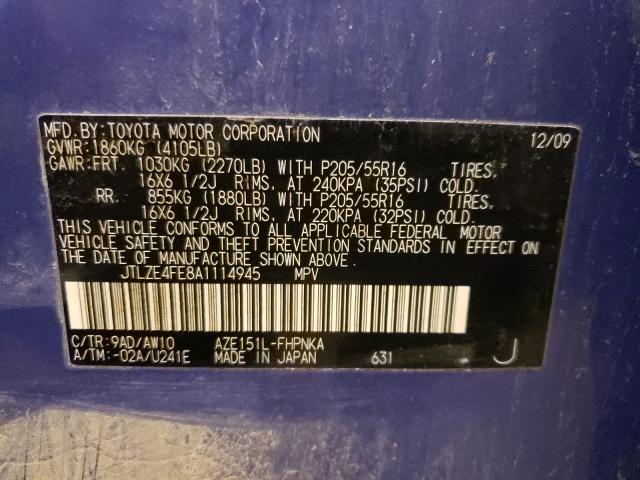 MFD.BY:TOYOTA MOTOR CORPORATION 12/09
GVWR:1860KG (4105LB)
GAWR:FRT 1030KG (2270LB) WITH P205/55R16 TIRES,
16X6 1/2J RIMS, AT 240KPA (35PSI) COLD.
RR 855KG (1880LB) WITH P205/55R16 TIRES,
16X6 1/2J RIMS, AT 220KPA (32PSI) COLD.
THIS VEHICLE CONFORMS TO ALL APPLICABLE FEDERAL MOTOR
VEHICLE SAFETY AND THEFT PREVENTION STANDARDS IN EFFECT ON
THE DATE OF MANUFACTURE SHOWN ABOVE.
JTLZE4FE8A1114945 MPV
C/TR:9AD/AW10 AZE151L-FHPNKA
A/TM:-02A/U241E MADE IN JAPAN 631 J